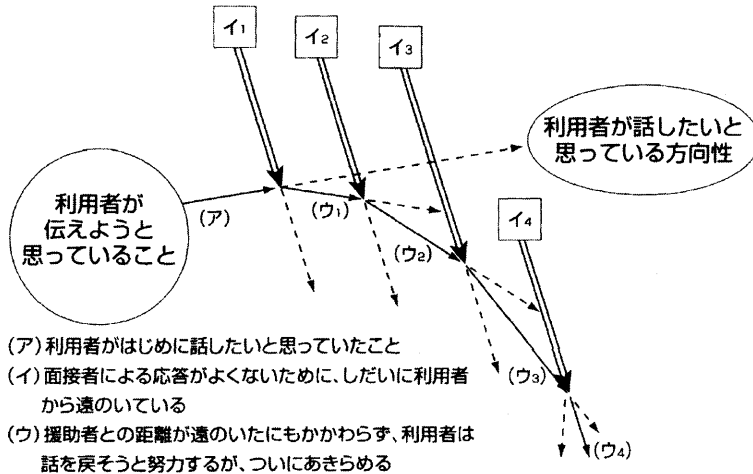 イ1
イ2
イ3
利用者が話したいと
思っている方向性
利用者が
伝えようと
思っていること
(ア)
(ウ1)
(ウ2)
イ4
(ウ3)
(ウ4)
(ア)利用者がはじめに話したいと思っていたこと
(イ)面接者による応答がよくないために、しだいに利用者
から遠のいている
(ウ)援助者との距離が遠のいたにもかかわらず、利用者は
話を戻そうと努力するが、ついにあきらめる